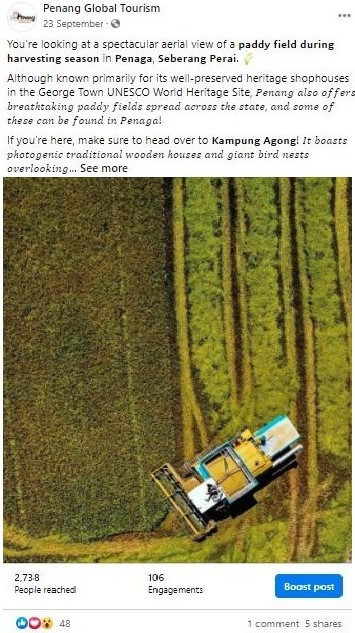 Penang Global Tourism
23 September ·
You're looking at a spectacular aerial view of a paddy field during
harvesting season in Penaga, Seberang Perai. 🌾
Although known primarily for its well-preserved heritage shophouses
in the George Town UNESCO World Heritage Site, Penang also offers
breathtaking paddy fields spread across the state, and some of
these can be found in Penaga!
If you're here, make sure to head over to Kampung Agong! It boasts
photogenic traditional wooden houses and giant bird nests
overlooking... See more
2,738 106 Boost post
People reached Engagements
48 1 comment 5 shares